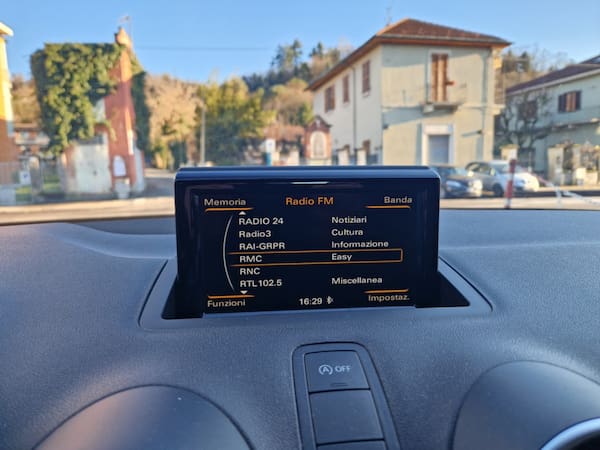 Memoria Radio FM Banda
RADIO 24 Notiziari
Radio3 Cultura
RAI-GRPR Informazione
RMC Easy
RNC
RTL102.5 Miscellanea
Funzioni 16:29 Impostaz.
A OFF